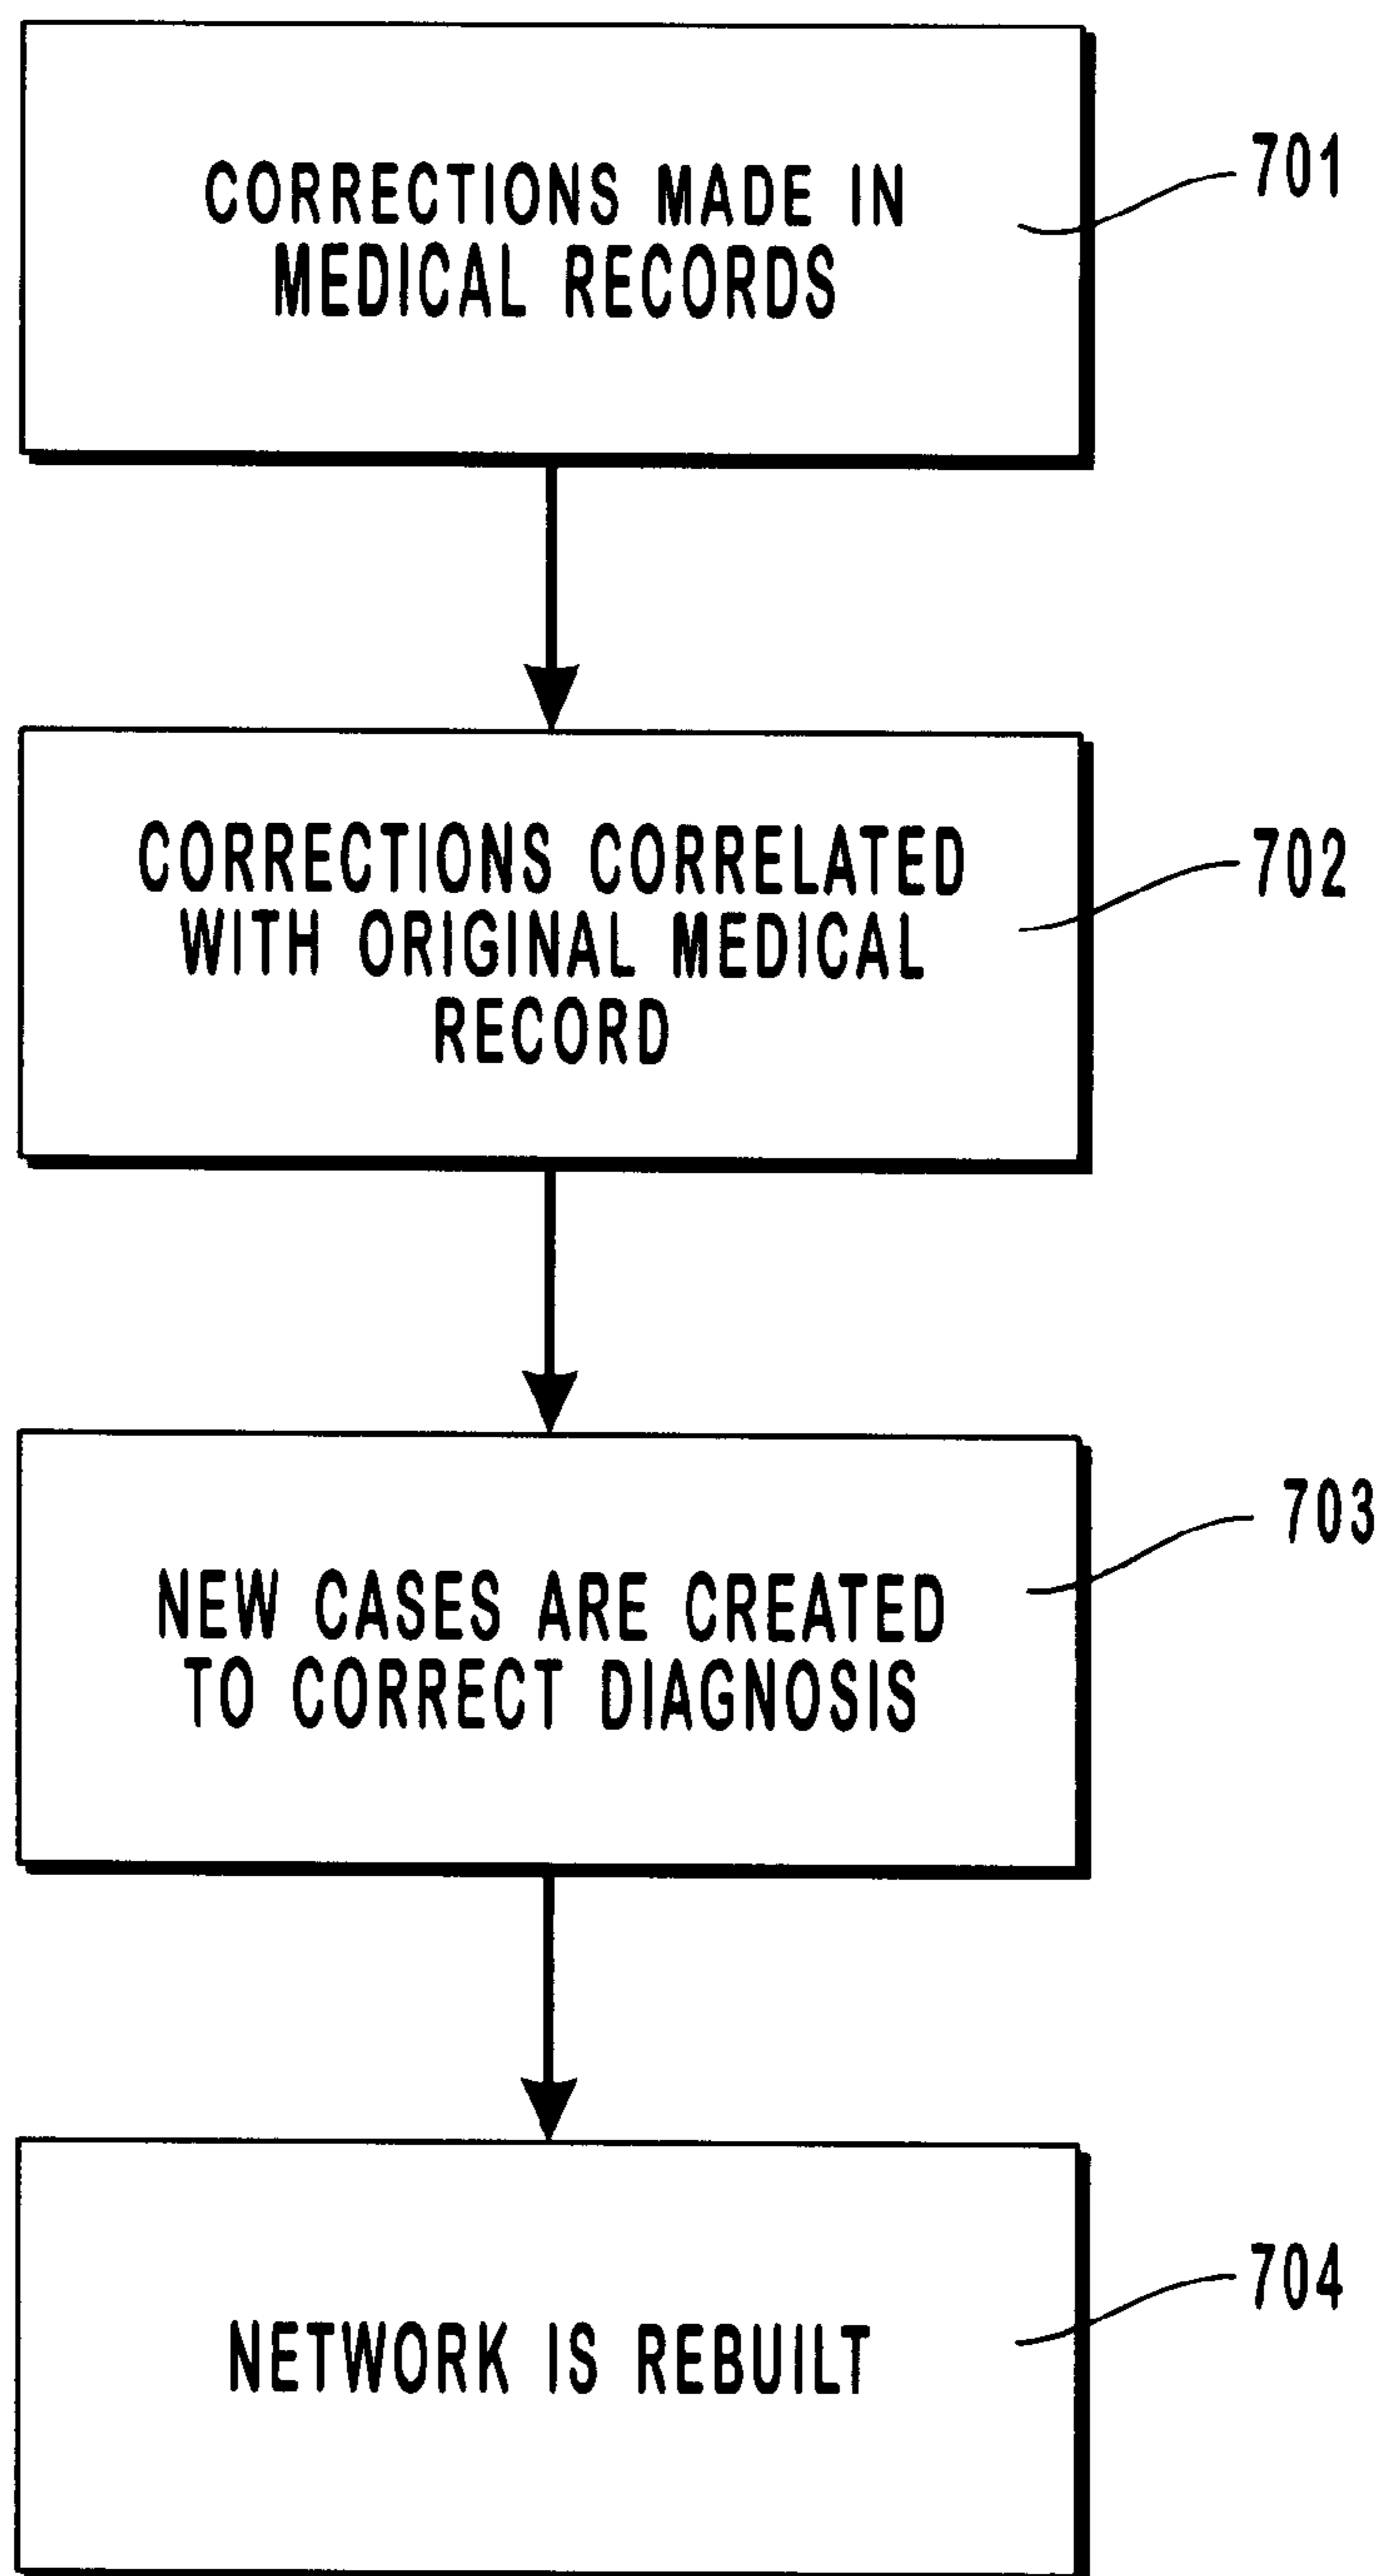 CORRECTIONS MADE IN
MEDICAL RECORDS
701
CORRECTIONS CORRELATED
WITH ORIGINAL MEDICAL
RECORD
702
NEW CASES ARE CREATED
TO CORRECT DIAGNOSIS
703
NETWORK IS REBUILT
704